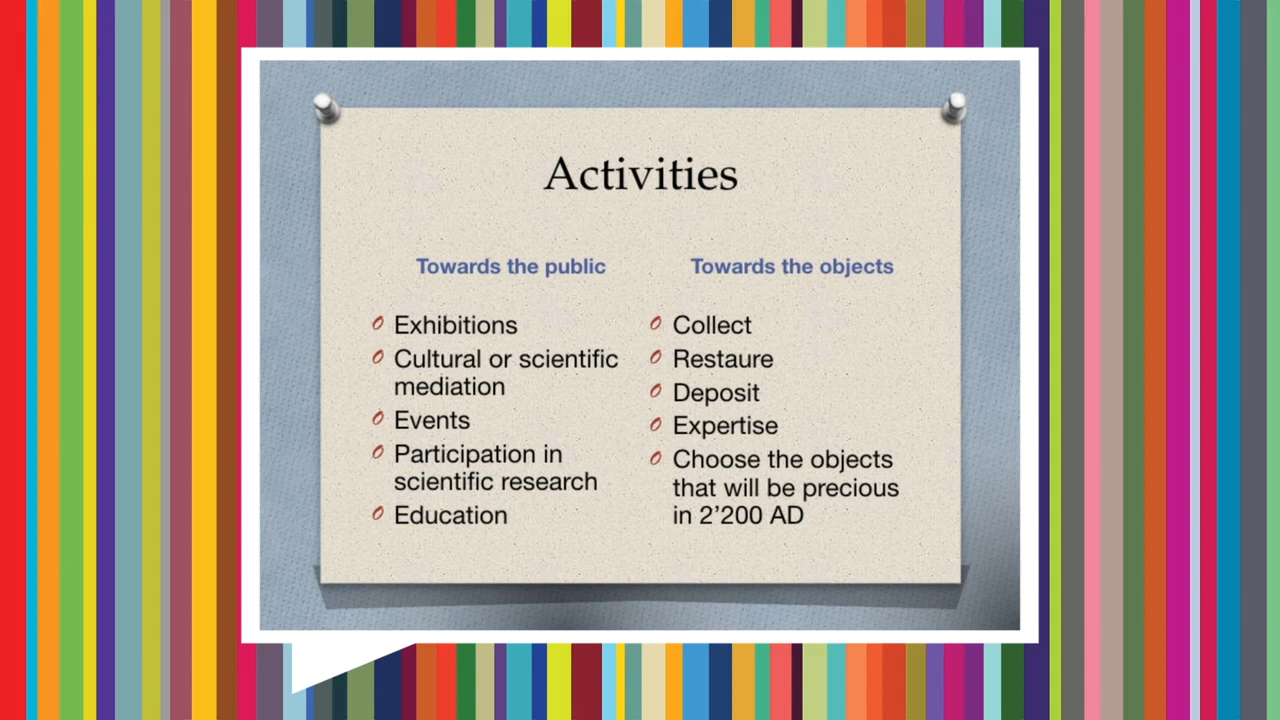 Activities
Towards the public
Exhibitions
Cultural or scientific
mediation
Events
Participation in
scientific research
Education
Towards the objects
Collect
Restaure
Deposit
Expertise
Choose the objects
that will be precious
in 2’200 AD